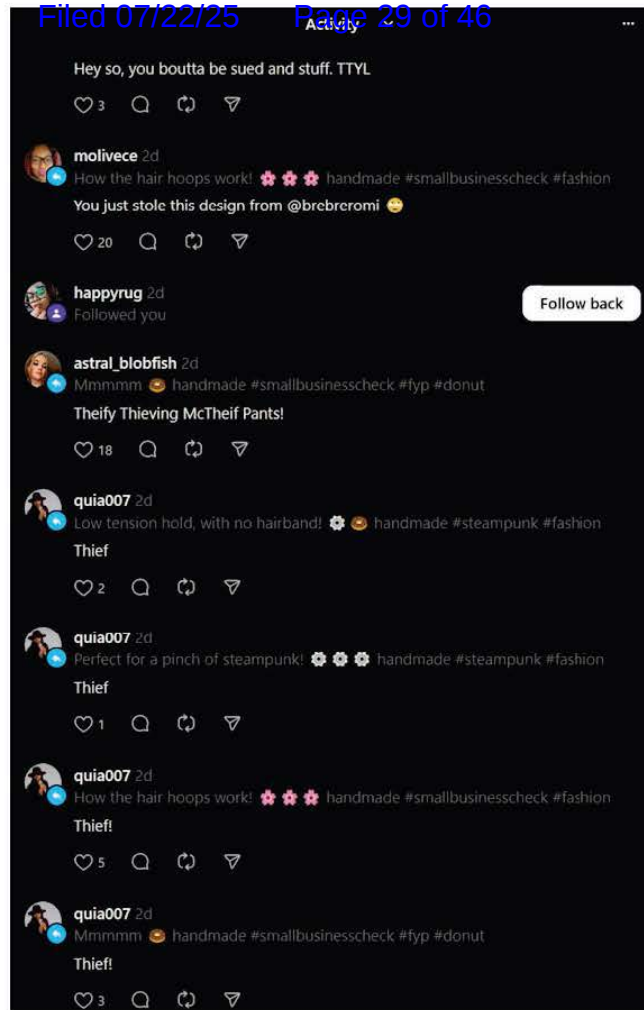 Filed 07/22/25 Page 29 of 46
Activity
Hey so, you boutta be sued and stuff. TTYL
3
molivece 2d
How the hair hoops work! 🌸 🌸 🌸 handmade #smallbusinesscheck #fashion
You just stole this design from @brebreromi 🙄
20
happyrug 2d
Followed you
Follow back
astral_blobfish 2d
Mmmmm 🍩 handmade #smallbusinesscheck #fyp #donut
Theify Thieving McTheif Pants!
18
quia007 2d
Low tension hold, with no hairband! ⚙️ 🍩 handmade #steampunk #fashion
Thief
2
quia007 2d
Perfect for a pinch of steampunk! ⚙️ ⚙️ ⚙️ handmade #steampunk #fashion
Thief
1
quia007 2d
How the hair hoops work! 🌸 🌸 🌸 handmade #smallbusinesscheck #fashion
Thief!
5
quia007 2d
Mmmmm 🍩 handmade #smallbusinesscheck #fyp #donut
Thief!
3